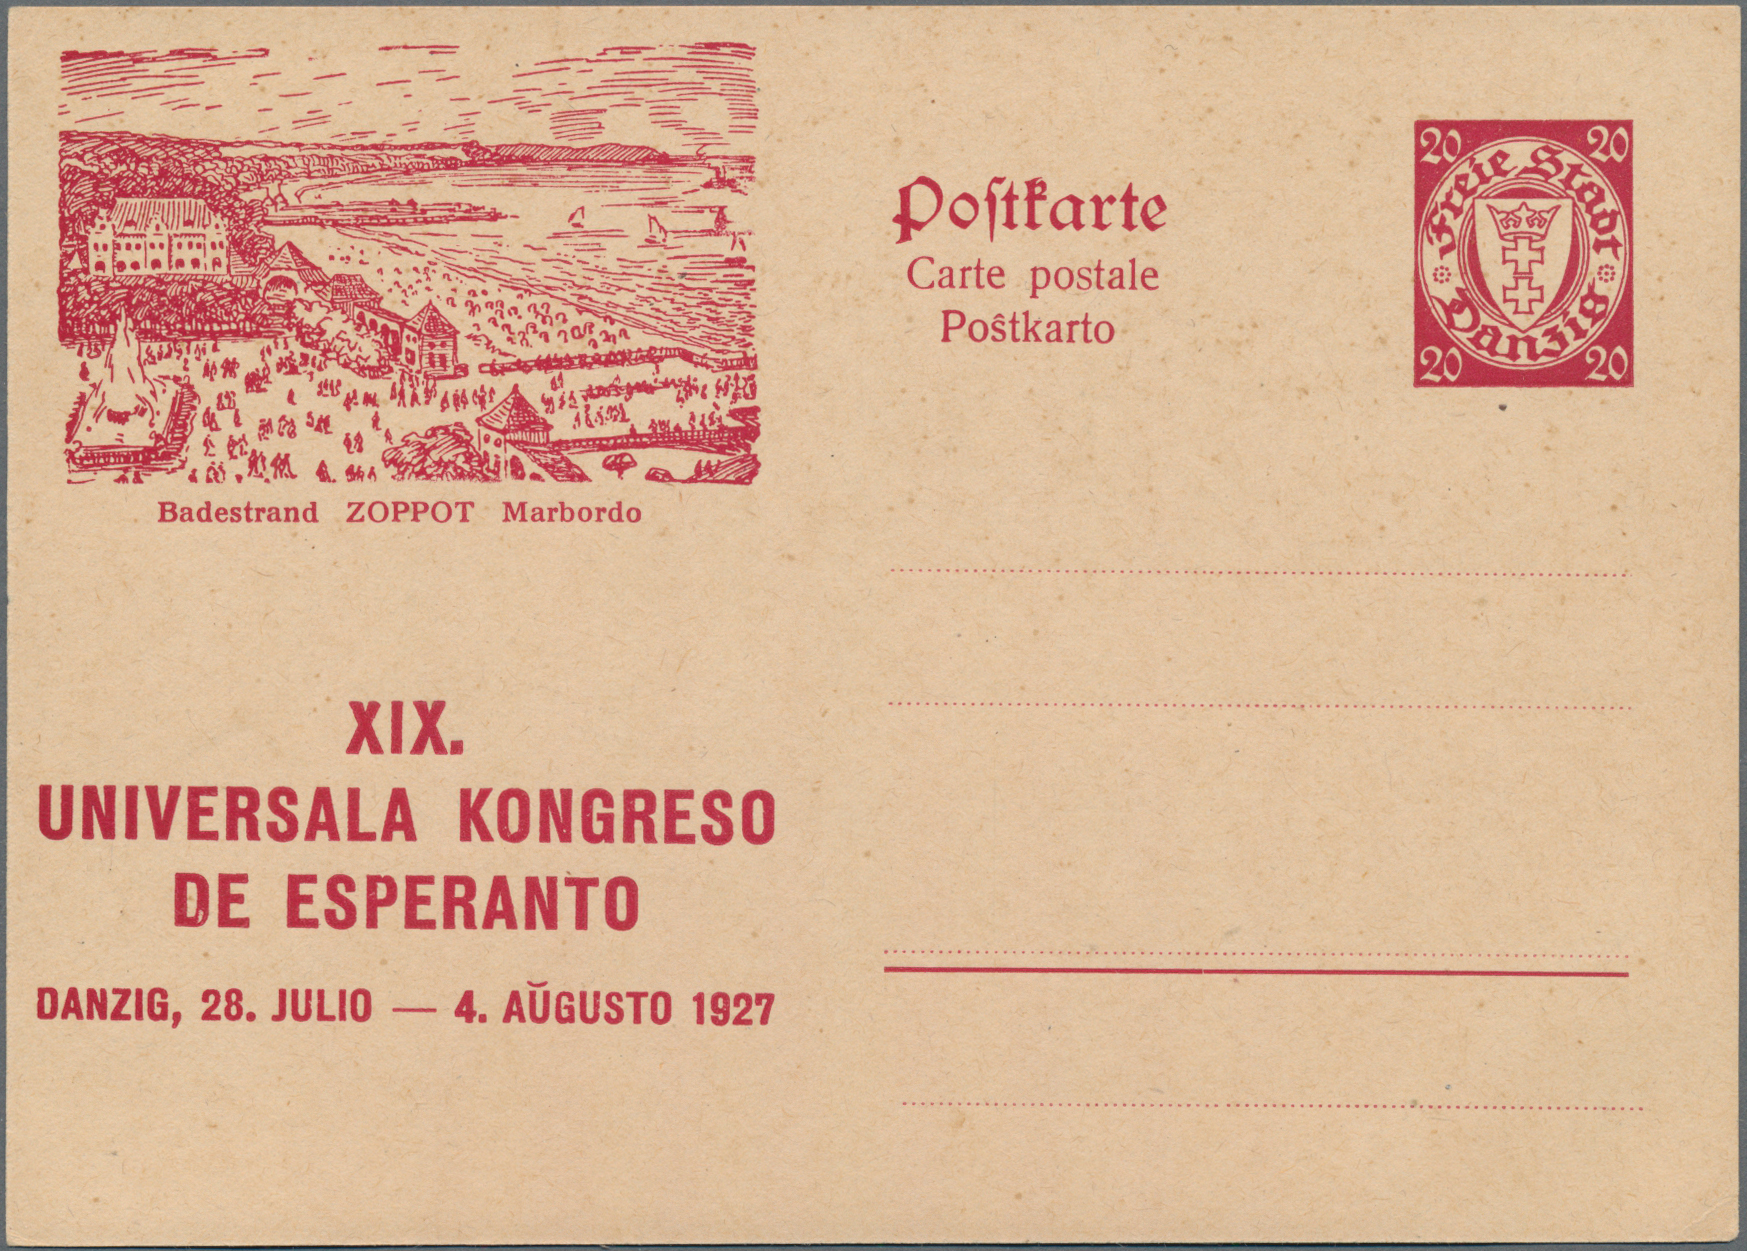 Badestrand ZOPPOT Marbordo
XIX.
UNIVERSALA KONGRESO
DE ESPERANTO
DANZIG, 28. JULIO — 4. AŬGUSTO 1927
Poſtkarte
Carte postale
Poŝtkarto
20 20
Freie Stadt
Danzig
20 20